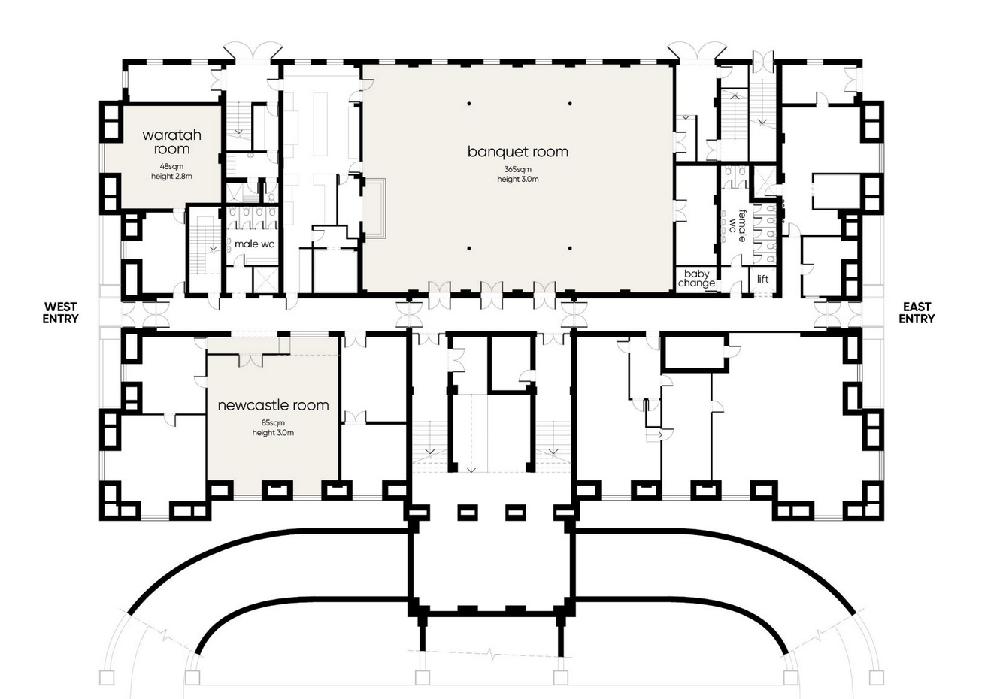 waratah
room
48sqm
height 2.8m
banquet room
365sqm
height 3.0m
male wc
female
wc
baby
change
lift
WEST
ENTRY
EAST
ENTRY
newcastle room
85sqm
height 3.0m